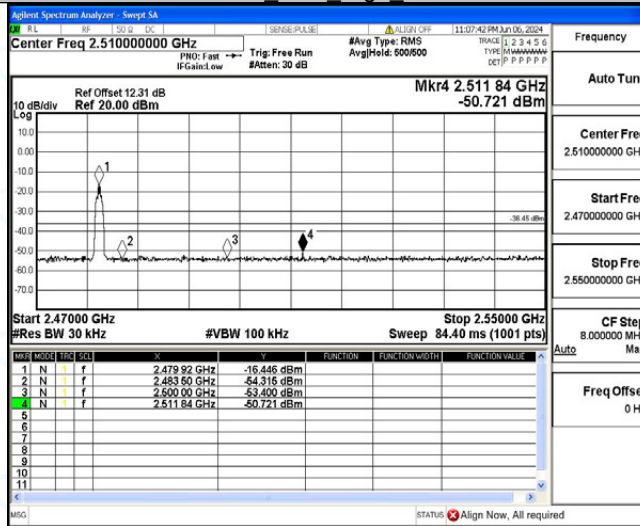 Agilent Spectrum Analyzer - Swept SA
RL RF 50 Ω DC SENSE:PULSE ALIGN OFF 11:07:42 PM Jun 06, 2024
Center Freq 2.510000000 GHz
PNO: Fast
IFGain:Low
Trig: Free Run
#Atten: 30 dB
#Avg Type: RMS
Avg|Hold: 500/500
TRACE 1 2 3 4 5 6
TYPE
DET P P P P P P
Ref Offset 12.31 dB
Ref 20.00 dBm
10 dB/div
Log
Mkr4 2.511 84 GHz
-50.721 dBm
10.0
0.00
-10.0
-20.0
-30.0
-40.0
-50.0
-60.0
-70.0
1
2
3
4
-36.45 dBm
Start 2.47000 GHz Stop 2.55000 GHz
#Res BW 30 kHz #VBW 100 kHz Sweep 84.40 ms (1001 pts)
MKR MODE TRC SCL X Y FUNCTION FUNCTION WIDTH FUNCTION VALUE
1 N 1 f 2.479 92 GHz -16.446 dBm
2 N 1 f 2.483 50 GHz -54.315 dBm
3 N 1 f 2.500 00 GHz -53.400 dBm
4 N 1 f 2.511 84 GHz -50.721 dBm
5
6
7
8
9
10
11
MSG STATUS Align Now, All required
Frequency
Auto Tun
Center Fre
2.510000000 GH
Start Fre
2.470000000 GH
Stop Fre
2.550000000 GH
CF Step
8.000000 MH
Auto Ma
Freq Offse
0 H